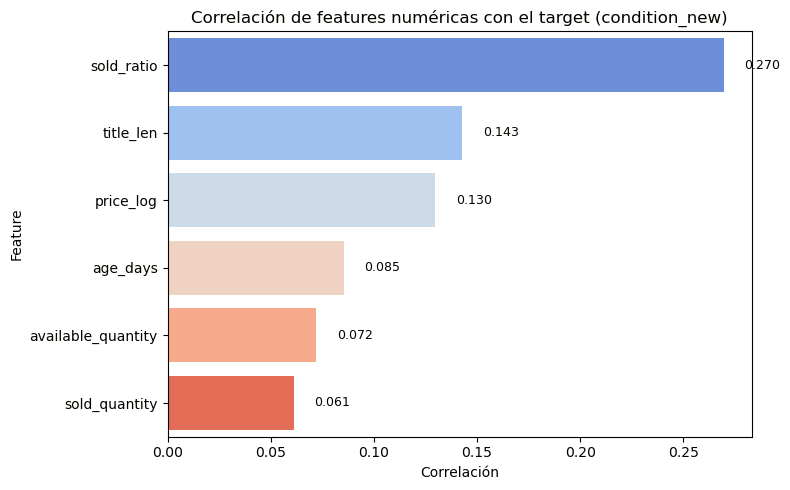 Correlación de features numéricas con el target (condition_new)
sold_ratio
0.270
title_len
0.143
price_log
0.130
age_days
0.085
available_quantity
0.072
sold_quantity
0.061
Feature
0.00 0.05 0.10 0.15 0.20 0.25
Correlación